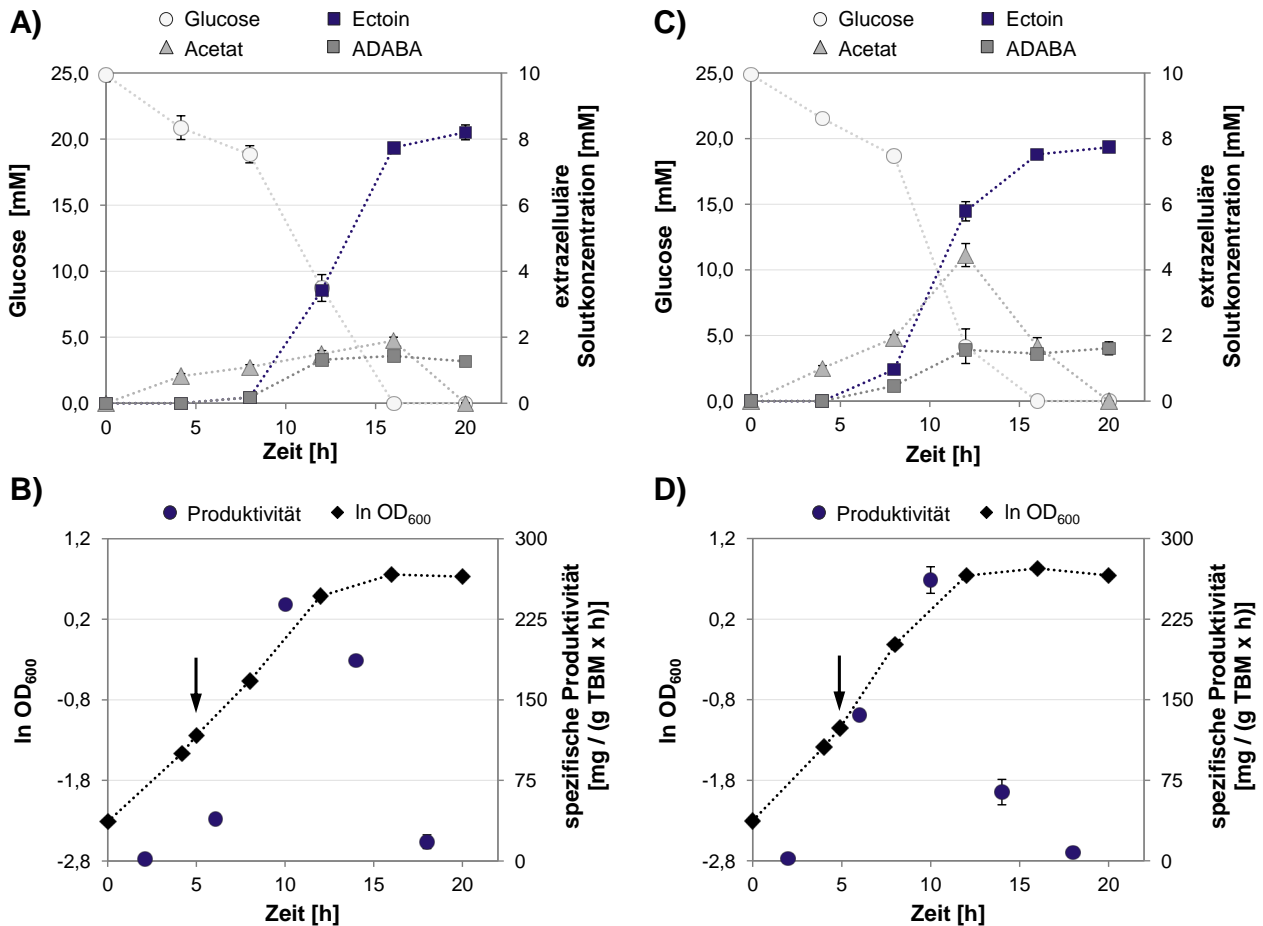 A)
Glucose Ectoin
Acetat ADABA
25,0
20,0
15,0
10,0
5,0
0,0
10
8
6
4
2
0
0 5 10 15 20
Zeit [h]
Glucose [mM]
extrazelluläre
Solutkonzentration [mM]
C)
Glucose Ectoin
Acetat ADABA
25,0
20,0
15,0
10,0
5,0
0,0
10
8
6
4
2
0
0 5 10 15 20
Zeit [h]
Glucose [mM]
extrazelluläre
Solutkonzentration [mM]
B)
Produktivität ln OD600
1,2
0,2
-0,8
-1,8
-2,8
300
225
150
75
0
0 5 10 15 20
Zeit [h]
ln OD600
spezifische Produktivität
[mg / (g TBM x h)]
D)
Produktivität ln OD600
1,2
0,2
-0,8
-1,8
-2,8
300
225
150
75
0
0 5 10 15 20
Zeit [h]
ln OD600
spezifische Produktivität
[mg / (g TBM x h)]